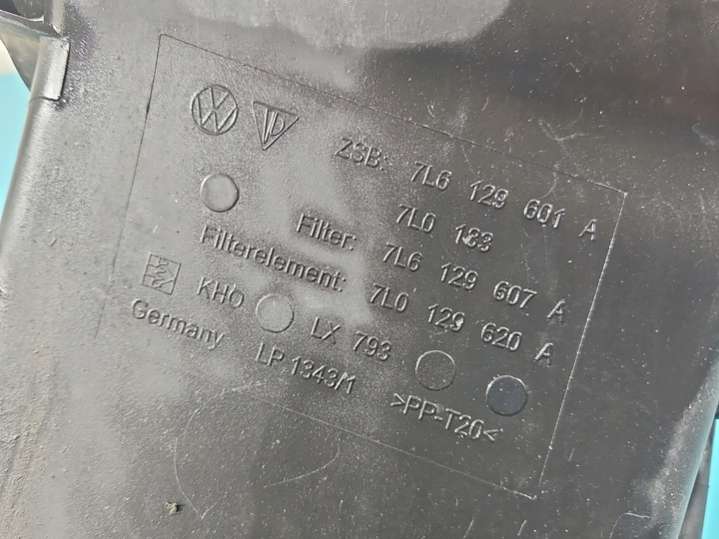 ZSB: 7L6 129 601 A
7L0 183
Filter: 7L6 129 607 A
Filterelement: 7L0 129 620 A
KHO LX 793
Germany LP 1343/1 >PP-T20<